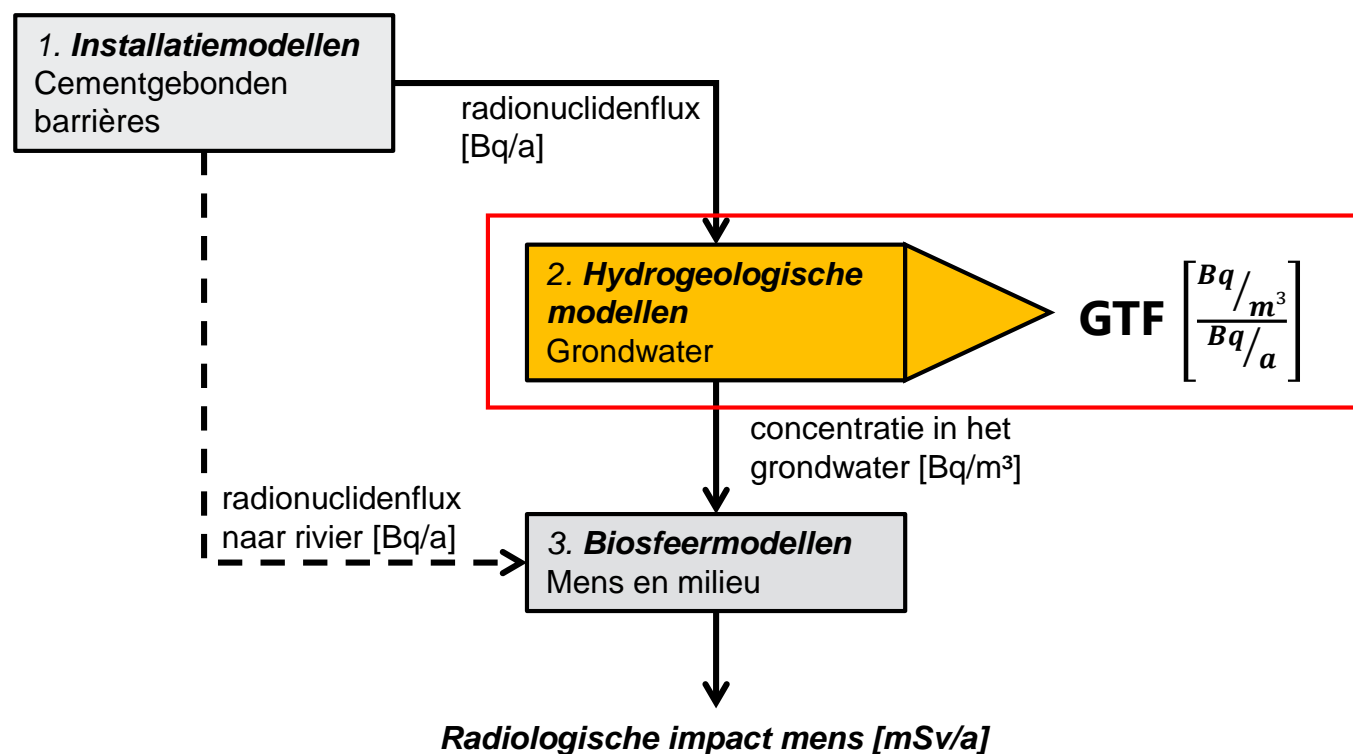 1. Installatiemodellen
Cementgebonden
barrières
radionuclidenflux
[Bq/a]
2. Hydrogeologische
modellen
Grondwater
GTF [Bq/m³ / Bq/a]
concentratie in het
grondwater [Bq/m³]
radionuclidenflux
naar rivier [Bq/a]
3. Biosfeermodellen
Mens en milieu
Radiologische impact mens [mSv/a]